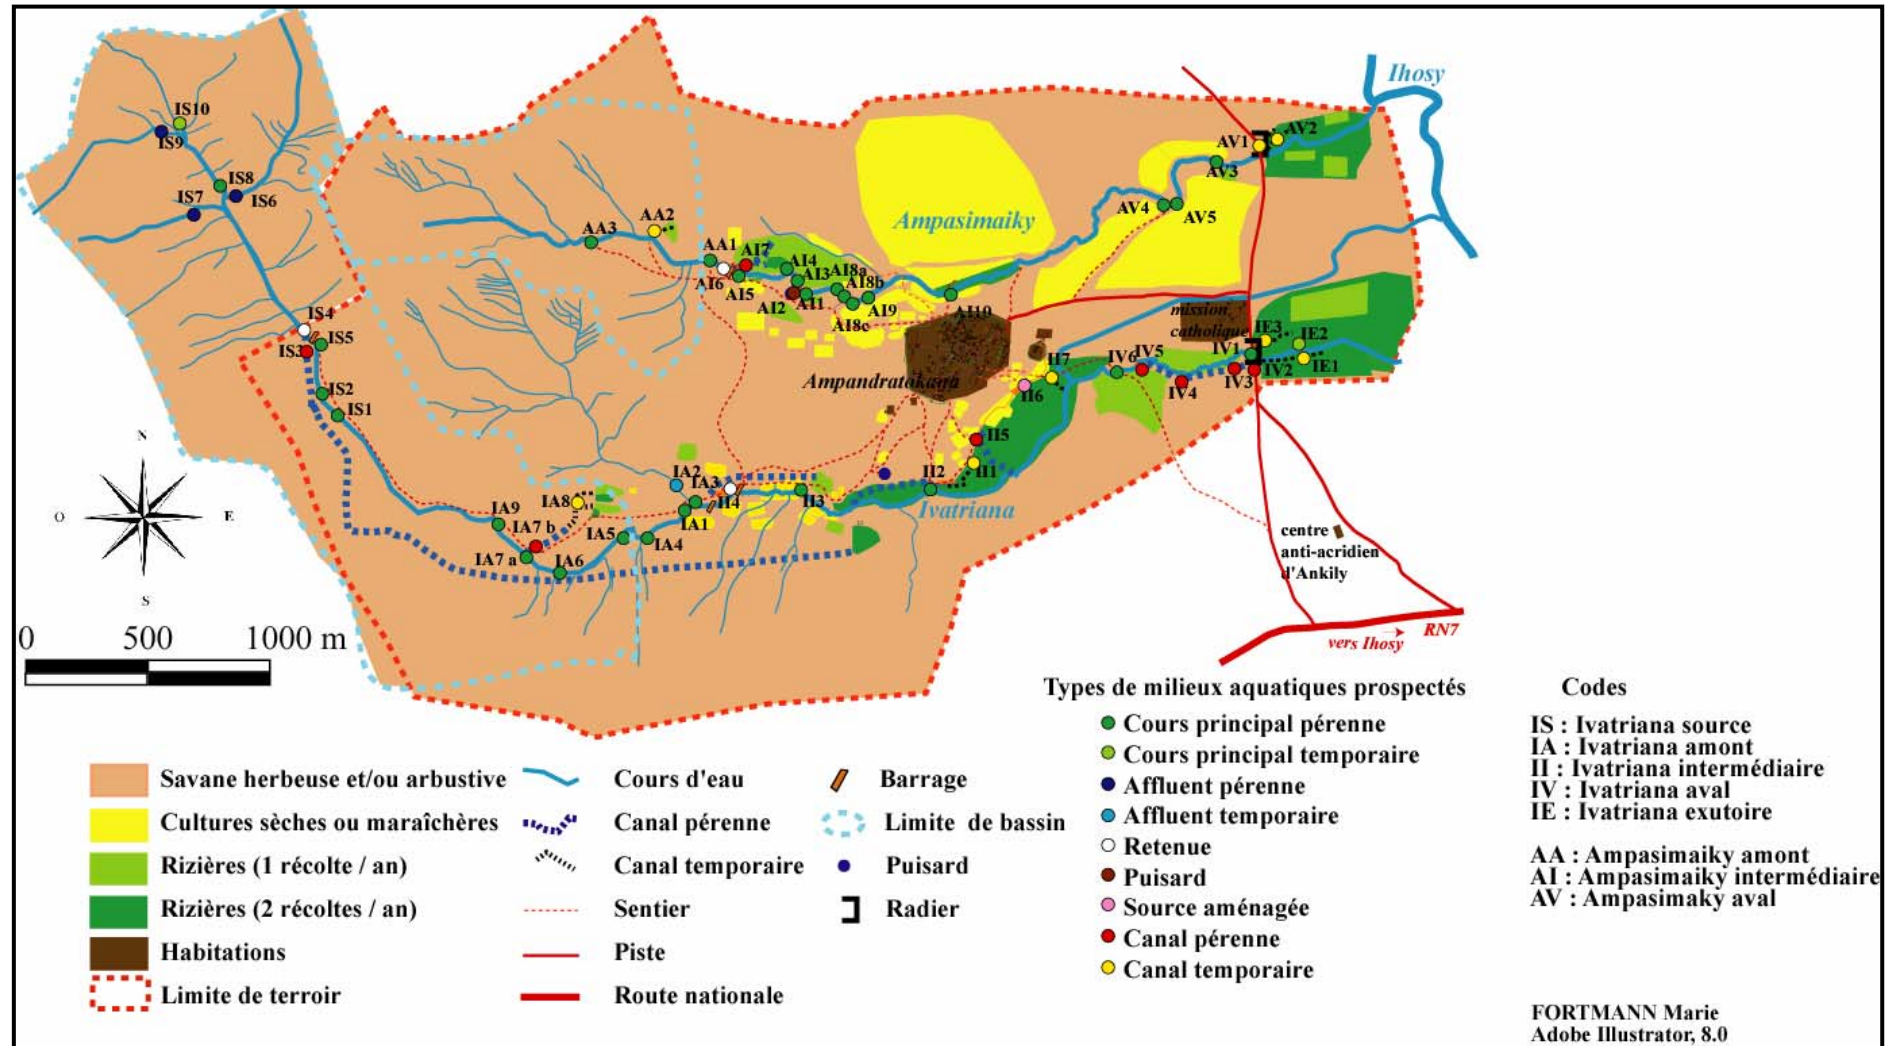 Ihosy
IS10
IS9
IS8
IS7
IS6
AV2
AV1
AV3
AV4
AV5
Ampasimaiky
AA2
AA3
AA1
AI7
AI4
AI3
AI8a
AI6
AI5
AI8b
AI2
AI1
AI9
AI10
AI8c
IS4
IS5
IS3
mission
catholique
IE3
IE2
IV1
IE1
IV2
IV3
IV6
IV5
IV4
II7
II6
Ampandratokana
IS2
IS1
II5
II1
II2
N
O
E
S
IA2
IA3
II4
II3
IA8
IA9
IA7 b
IA1
Ivatriana
IA5
IA4
IA7 a
IA6
centre
anti-acridien
d'Ankily
0 500 1000 m
vers Ihosy
RN7
Types de milieux aquatiques prospectés
Cours principal pérenne
Cours principal temporaire
Affluent pérenne
Affluent temporaire
Retenue
Puisard
Source aménagée
Canal pérenne
Canal temporaire
Codes
IS : Ivatriana source
IA : Ivatriana amont
II : Ivatriana intermédiaire
IV : Ivatriana aval
IE : Ivatriana exutoire
AA : Ampasimaiky amont
AI : Ampasimaiky intermédiaire
AV : Ampasimaky aval
Savane herbeuse et/ou arbustive
Cultures sèches ou maraîchères
Rizières (1 récolte / an)
Rizières (2 récoltes / an)
Habitations
Limite de terroir
Cours d'eau
Canal pérenne
Canal temporaire
Sentier
Piste
Route nationale
Barrage
Limite de bassin
Puisard
Radier
FORTMANN Marie
Adobe Illustrator, 8.0